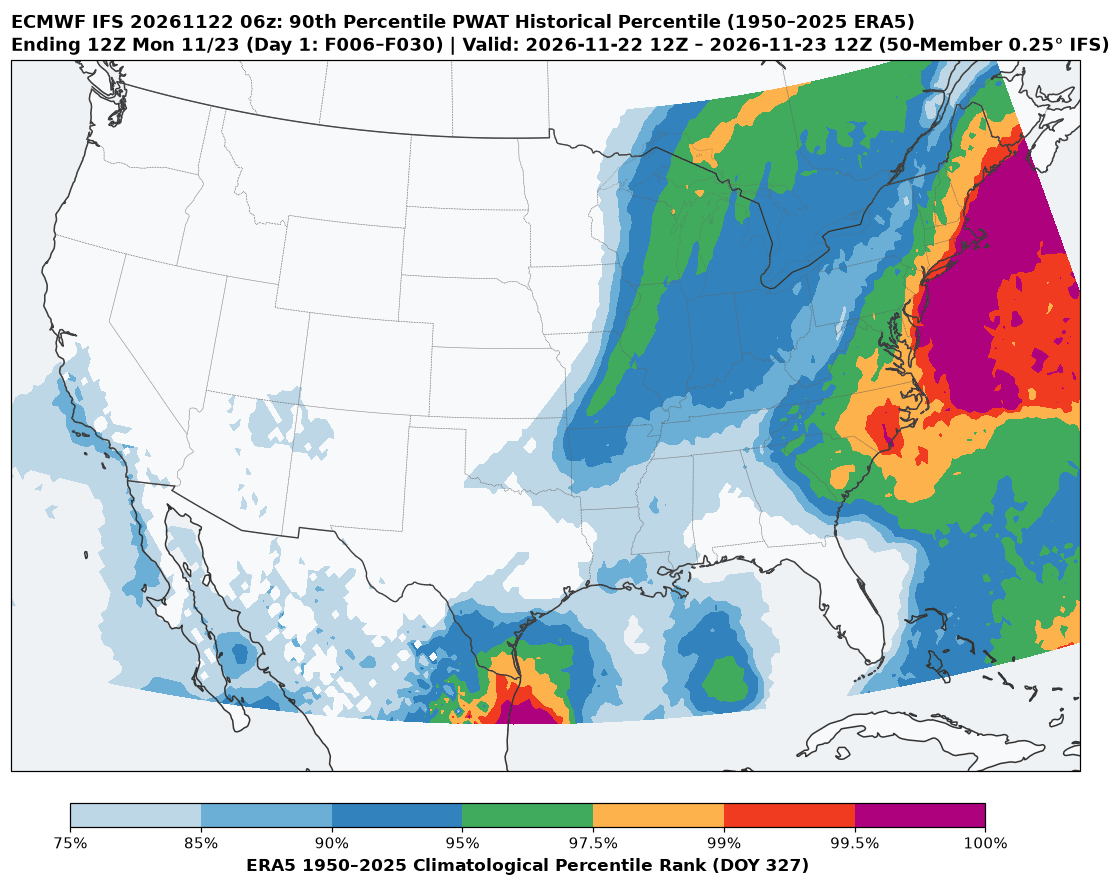 ECMWF IFS 20261122 06z: 90th Percentile PWAT Historical Percentile (1950–2025 ERA5)
Ending 12Z Mon 11/23 (Day 1: F006–F030) | Valid: 2026-11-22 12Z – 2026-11-23 12Z (50-Member 0.25° IFS)
75% 85% 90% 95% 97.5% 99% 99.5% 100%
ERA5 1950–2025 Climatological Percentile Rank (DOY 327)